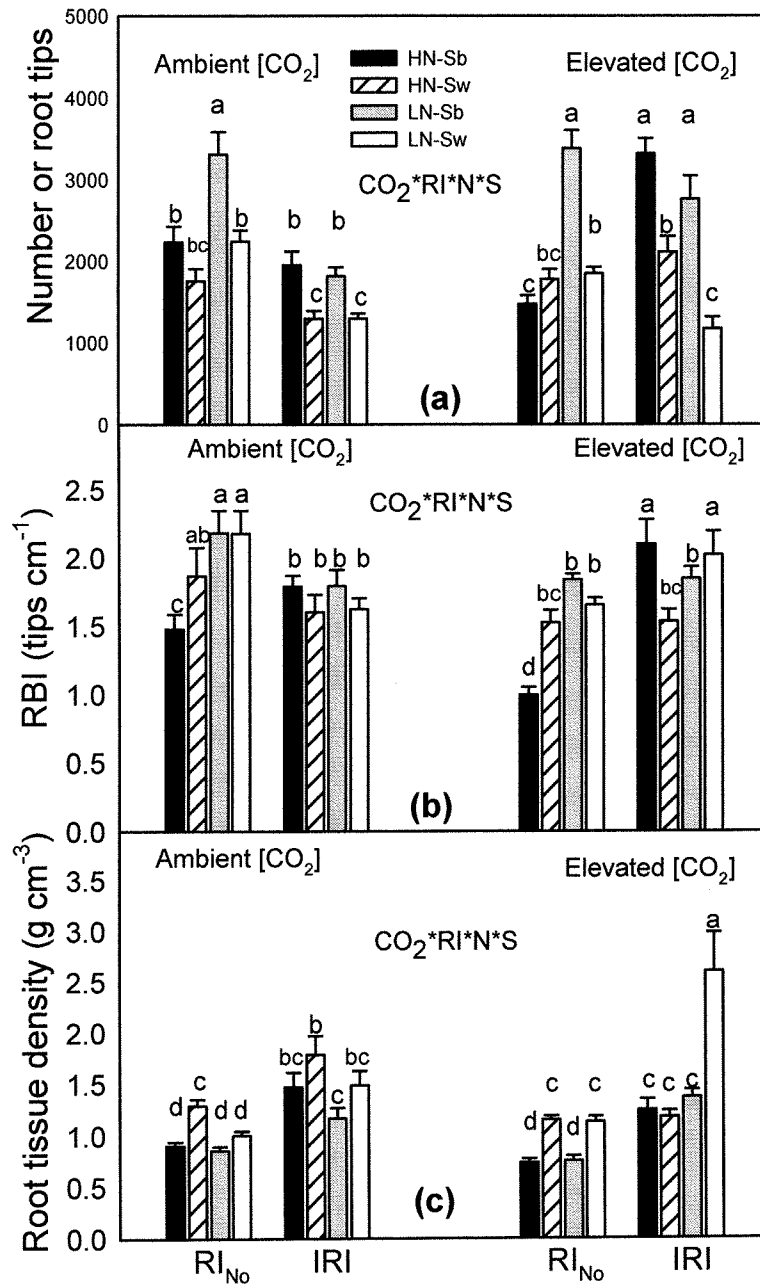 5000
4000
3000
2000
1000
0
Number or root tips
Ambient [CO2]
HN-Sb
HN-Sw
LN-Sb
LN-Sw
Elevated [CO2]
CO2*RI*N*S
b bc a b b c b c
c bc a b a b a c
(a)
2.5
2.0
1.5
1.0
0.5
0.0
RBI (tips cm-1)
Ambient [CO2]
Elevated [CO2]
CO2*RI*N*S
c ab a a b b b b
d bc b b a bc b a
(b)
3.5
3.0
2.5
2.0
1.5
1.0
0.5
0.0
Root tissue density (g cm-3)
Ambient [CO2]
Elevated [CO2]
CO2*RI*N*S
d c d d bc b c bc
d c d c c c c a
(c)
RINo IRI RINo IRI